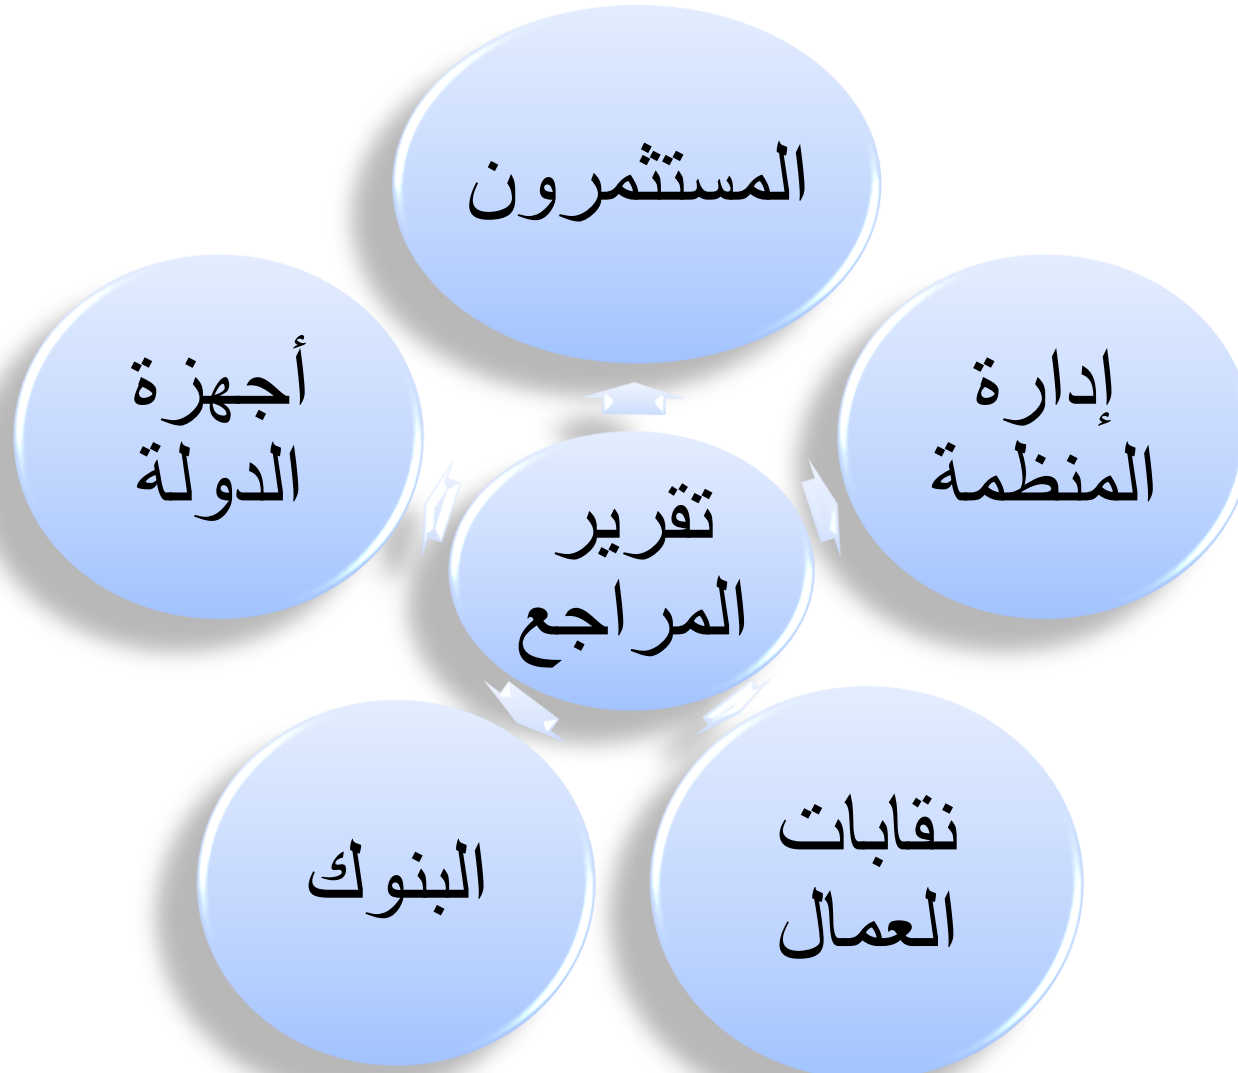 المستثمرون
إدارة
المنظمة
أجهزة
الدولة
تقرير
المراجع
نقابات
العمال
البنوك